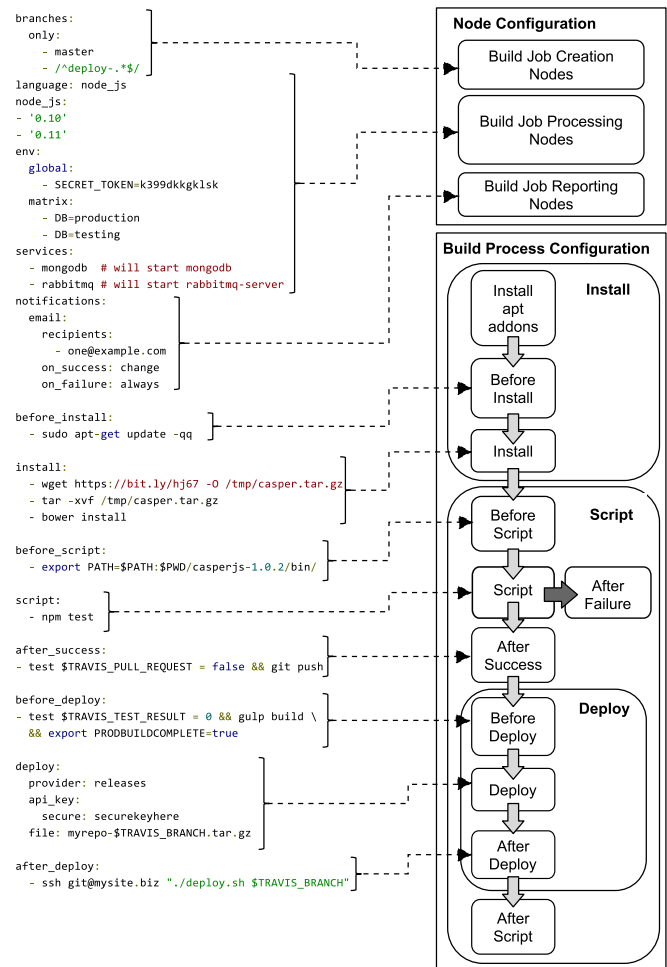 branches:
only:
- master
- /^deploy-.*$/
language: node_js
node_js:
- '0.10'
- '0.11'
env:
global:
- SECRET_TOKEN=k399dkkgklsk
matrix:
- DB=production
- DB=testing
services:
- mongodb # will start mongodb
- rabbitmq # will start rabbitmq-server
notifications:
email:
recipients:
- one@example.com
on_success: change
on_failure: always
before_install:
- sudo apt-get update -qq
install:
- wget https://bit.ly/hj67 -O /tmp/casper.tar.gz
- tar -xvf /tmp/casper.tar.gz
- bower install
before_script:
- export PATH=$PATH:$PWD/casperjs-1.0.2/bin/
script:
- npm test
after_success:
- test $TRAVIS_PULL_REQUEST = false && git push
before_deploy:
- test $TRAVIS_TEST_RESULT = 0 && gulp build \
&& export PRODBUILDCOMPLETE=true
deploy:
provider: releases
api_key:
secure: securekeyhere
file: myrepo-$TRAVIS_BRANCH.tar.gz
after_deploy:
- ssh git@mysite.biz "./deploy.sh $TRAVIS_BRANCH"
Node Configuration
Build Job Creation
Nodes
Build Job Processing
Nodes
Build Job Reporting
Nodes
Build Process Configuration
Install
Install
apt
addons
Before
Install
Install
Script
Before
Script
Script
After
Failure
After
Success
Deploy
Before
Deploy
Deploy
After
Deploy
After
Script